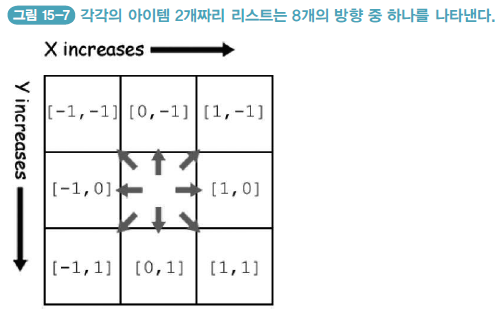 그림 15-7 각각의 아이템 2개짜리 리스트는 8개의 방향 중 하나를 나타낸다.
X increases
Y increases
[-1,-1] [0,-1] [1,-1]
[-1,0] [1,0]
[-1,1] [0,1] [1,1]